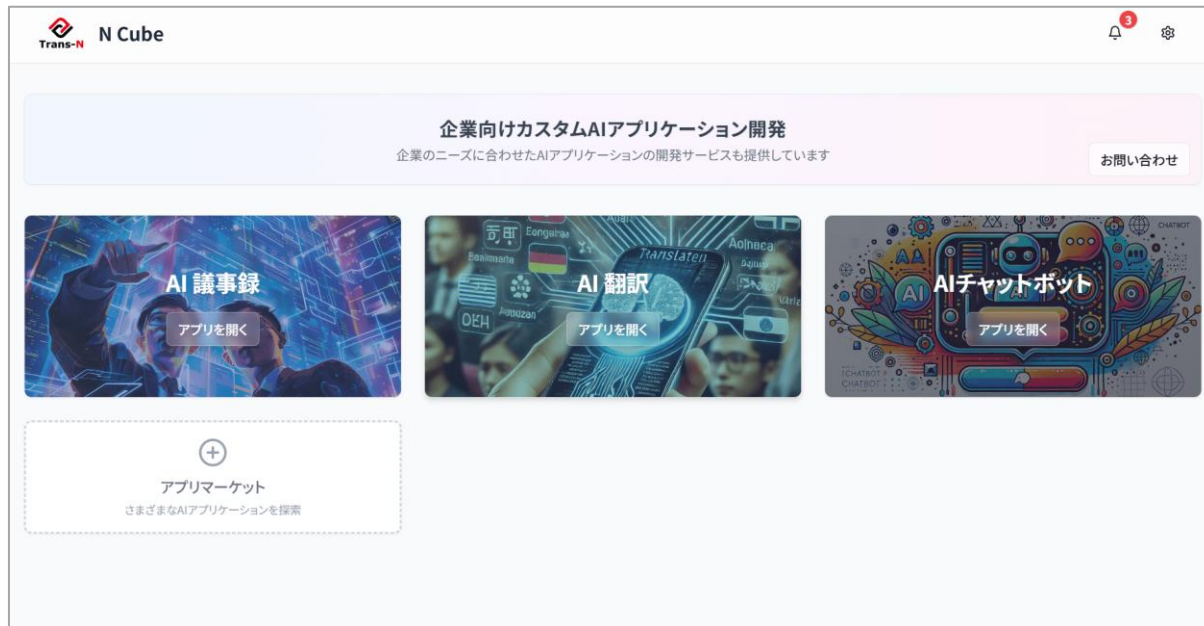 Trans-N
N Cube
3
企業向けカスタムAIアプリケーション開発
企業のニーズに合わせたAIアプリケーションの開発サービスも提供しています
お問い合わせ
AI 議事録
アプリを開く
AI 翻訳
アプリを開く
Translateu
Aolneca
OEH
CHATBOT
AIチャットボット
アプリを開く
AI
CHATBOT
アプリマーケット
さまざまなAIアプリケーションを探索